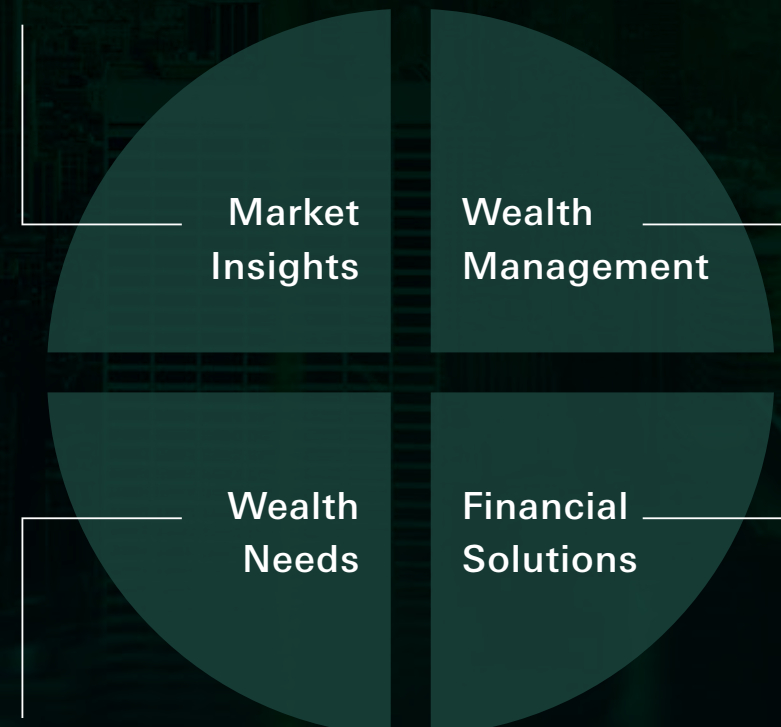 Market
Insights
Wealth
Management
Wealth
Needs
Financial
Solutions